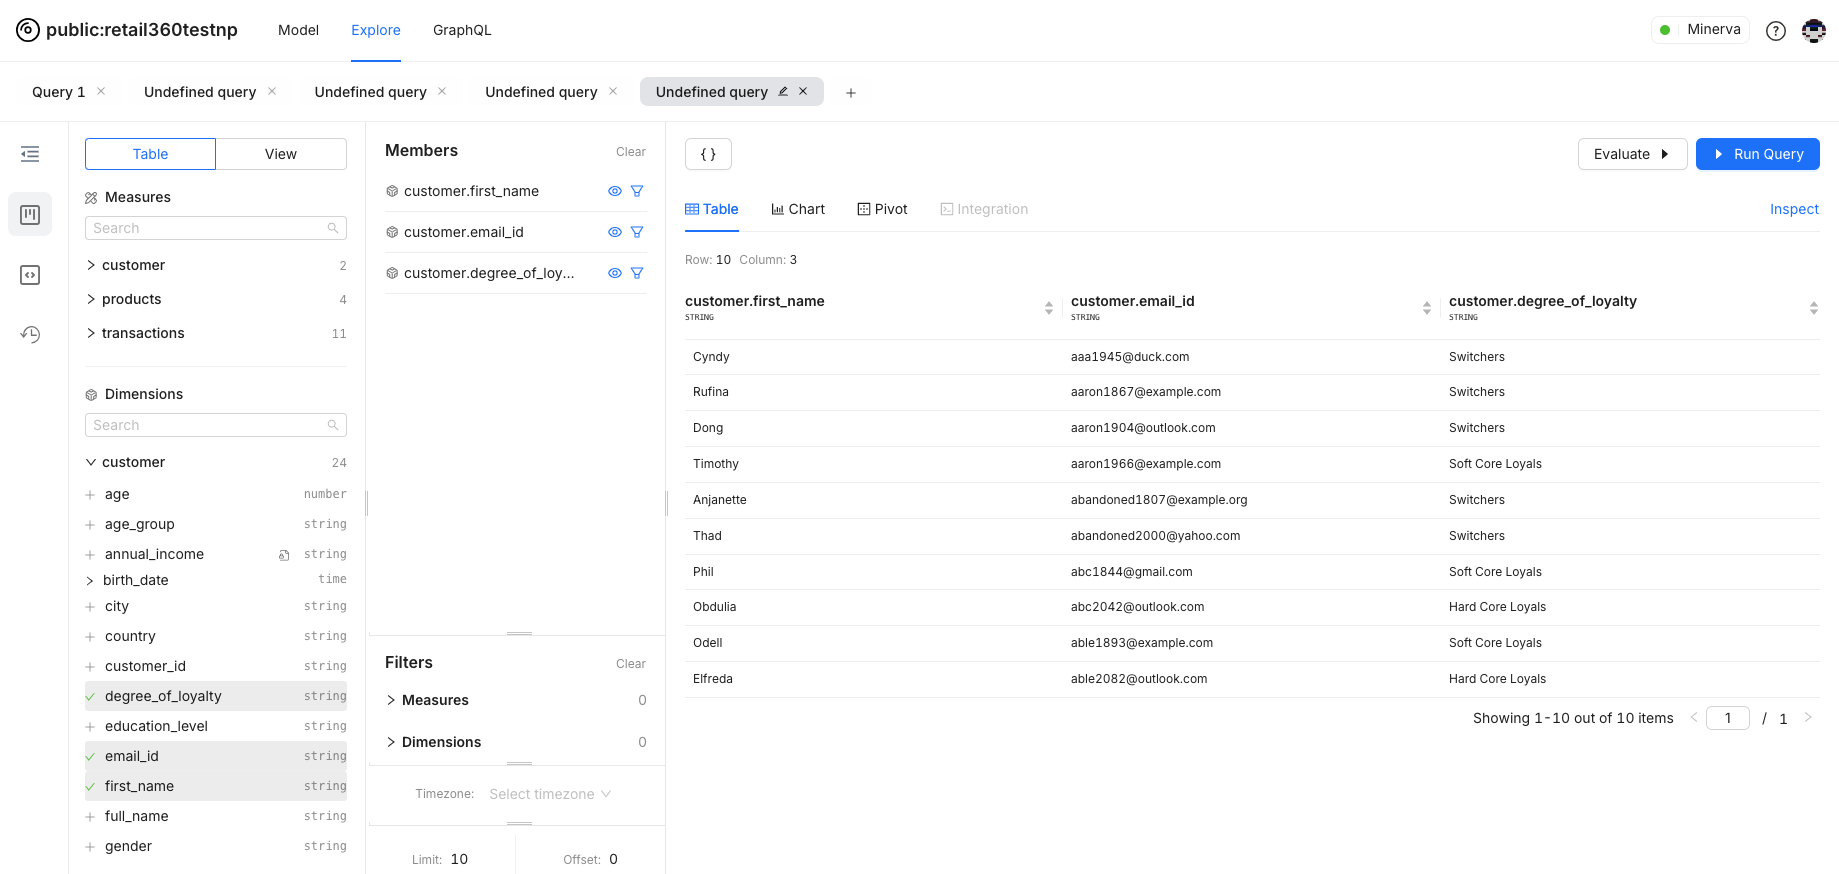 public:retail360testnp
Model
Explore
GraphQL
Minerva
Query 1
Undefined query
Undefined query
Undefined query
Undefined query
Table
View
Measures
Search
customer 2
products 4
transactions 11
Dimensions
Search
customer 24
age number
age_group string
annual_income string
birth_date time
city string
country string
customer_id string
degree_of_loyalty string
education_level string
email_id string
first_name string
full_name string
gender string
Members Clear
customer.first_name
customer.email_id
customer.degree_of_loy...
Filters Clear
Measures 0
Dimensions 0
Timezone: Select timezone
Limit: 10 Offset: 0
{ }
Evaluate
Run Query
Table
Chart
Pivot
Integration
Inspect
Row: 10 Column: 3
customer.first_name customer.email_id customer.degree_of_loyalty
STRING STRING STRING
Cyndy aaa1945@duck.com Switchers
Rufina aaron1867@example.com Switchers
Dong aaron1904@outlook.com Switchers
Timothy aaron1966@example.com Soft Core Loyals
Anjanette abandoned1807@example.org Switchers
Thad abandoned2000@yahoo.com Switchers
Phil abc1844@gmail.com Soft Core Loyals
Obdulia abc2042@outlook.com Hard Core Loyals
Odell able1893@example.com Soft Core Loyals
Elfreda able2082@outlook.com Hard Core Loyals
Showing 1-10 out of 10 items 1 / 1